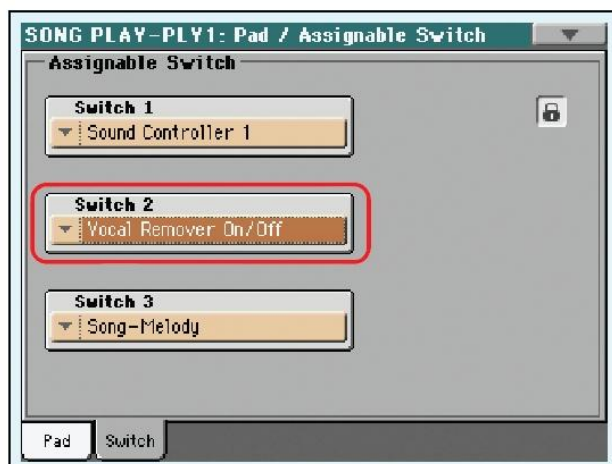 SONG PLAY-PLY1: Pad / Assignable Switch
Assignable Switch
Switch 1
Sound Controller 1
Switch 2
Vocal Remover On/Off
Switch 3
Song-Melody
Pad Switch